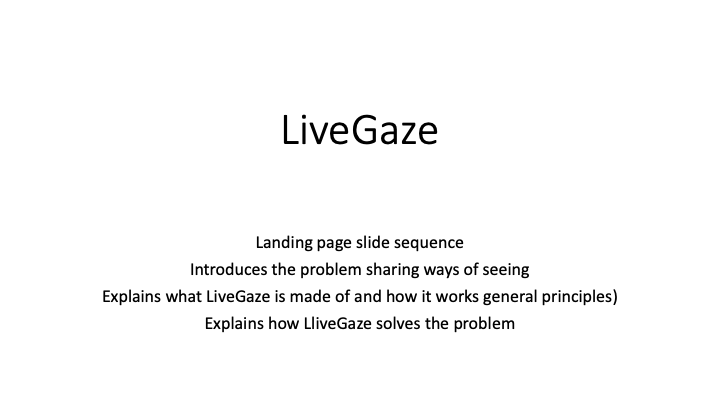 LiveGaze
Landing page slide sequence
Introduces the problem sharing ways of seeing
Explains what LiveGaze is made of and how it works general principles)
Explains how LliveGaze solves the problem